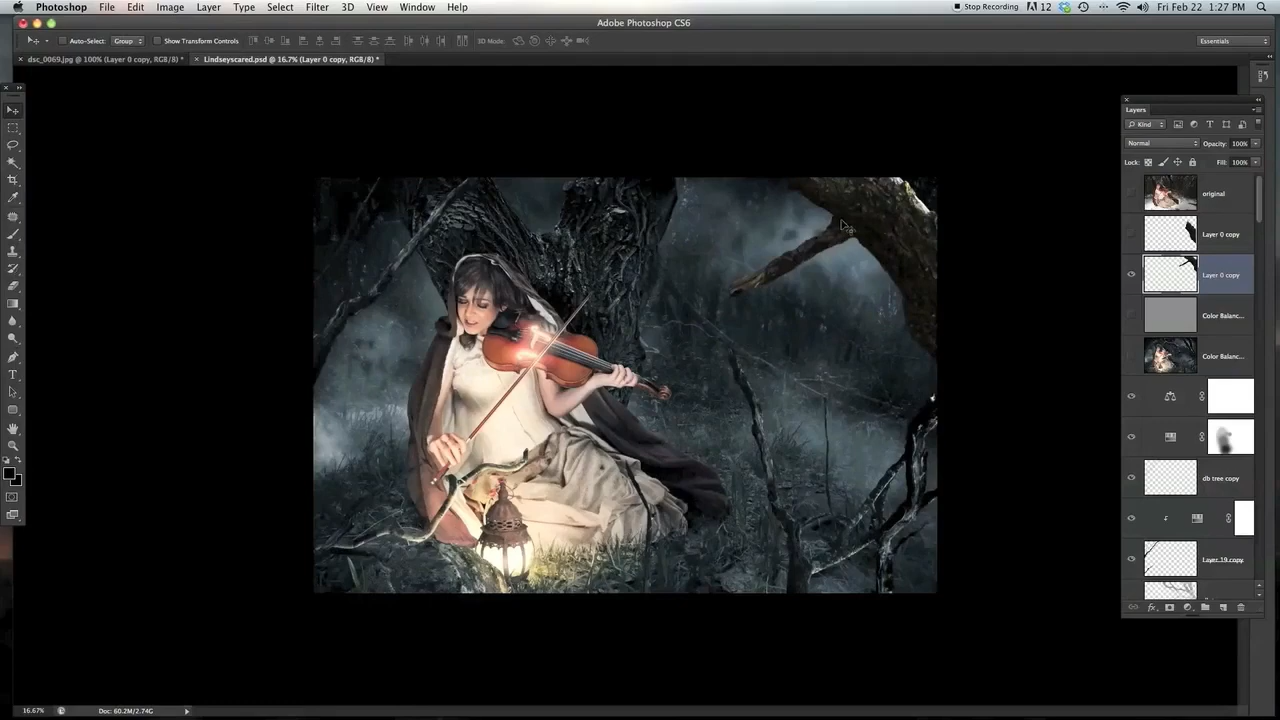 Photoshop File Edit Image Layer Type Select Filter 3D View Window Help Stop Recording 12 Fri Feb 22 1:27 PM
Adobe Photoshop CS6
Auto-Select: Group Show Transform Controls 3D Mode: Essentials
dsc_0069.jpg @ 100% (Layer 0 copy, RGB/8) * Lindseyscared.psd @ 16.7% (Layer 0 copy, RGB/8) *
Layers
Kind
Normal Opacity: 100%
Lock: Fill: 100%
original
Layer 0 copy
Layer 0 copy
Color Balanc...
Color Balanc...
db tree copy
Layer 19 copy
16.67% Doc: 60.2M/2.74G